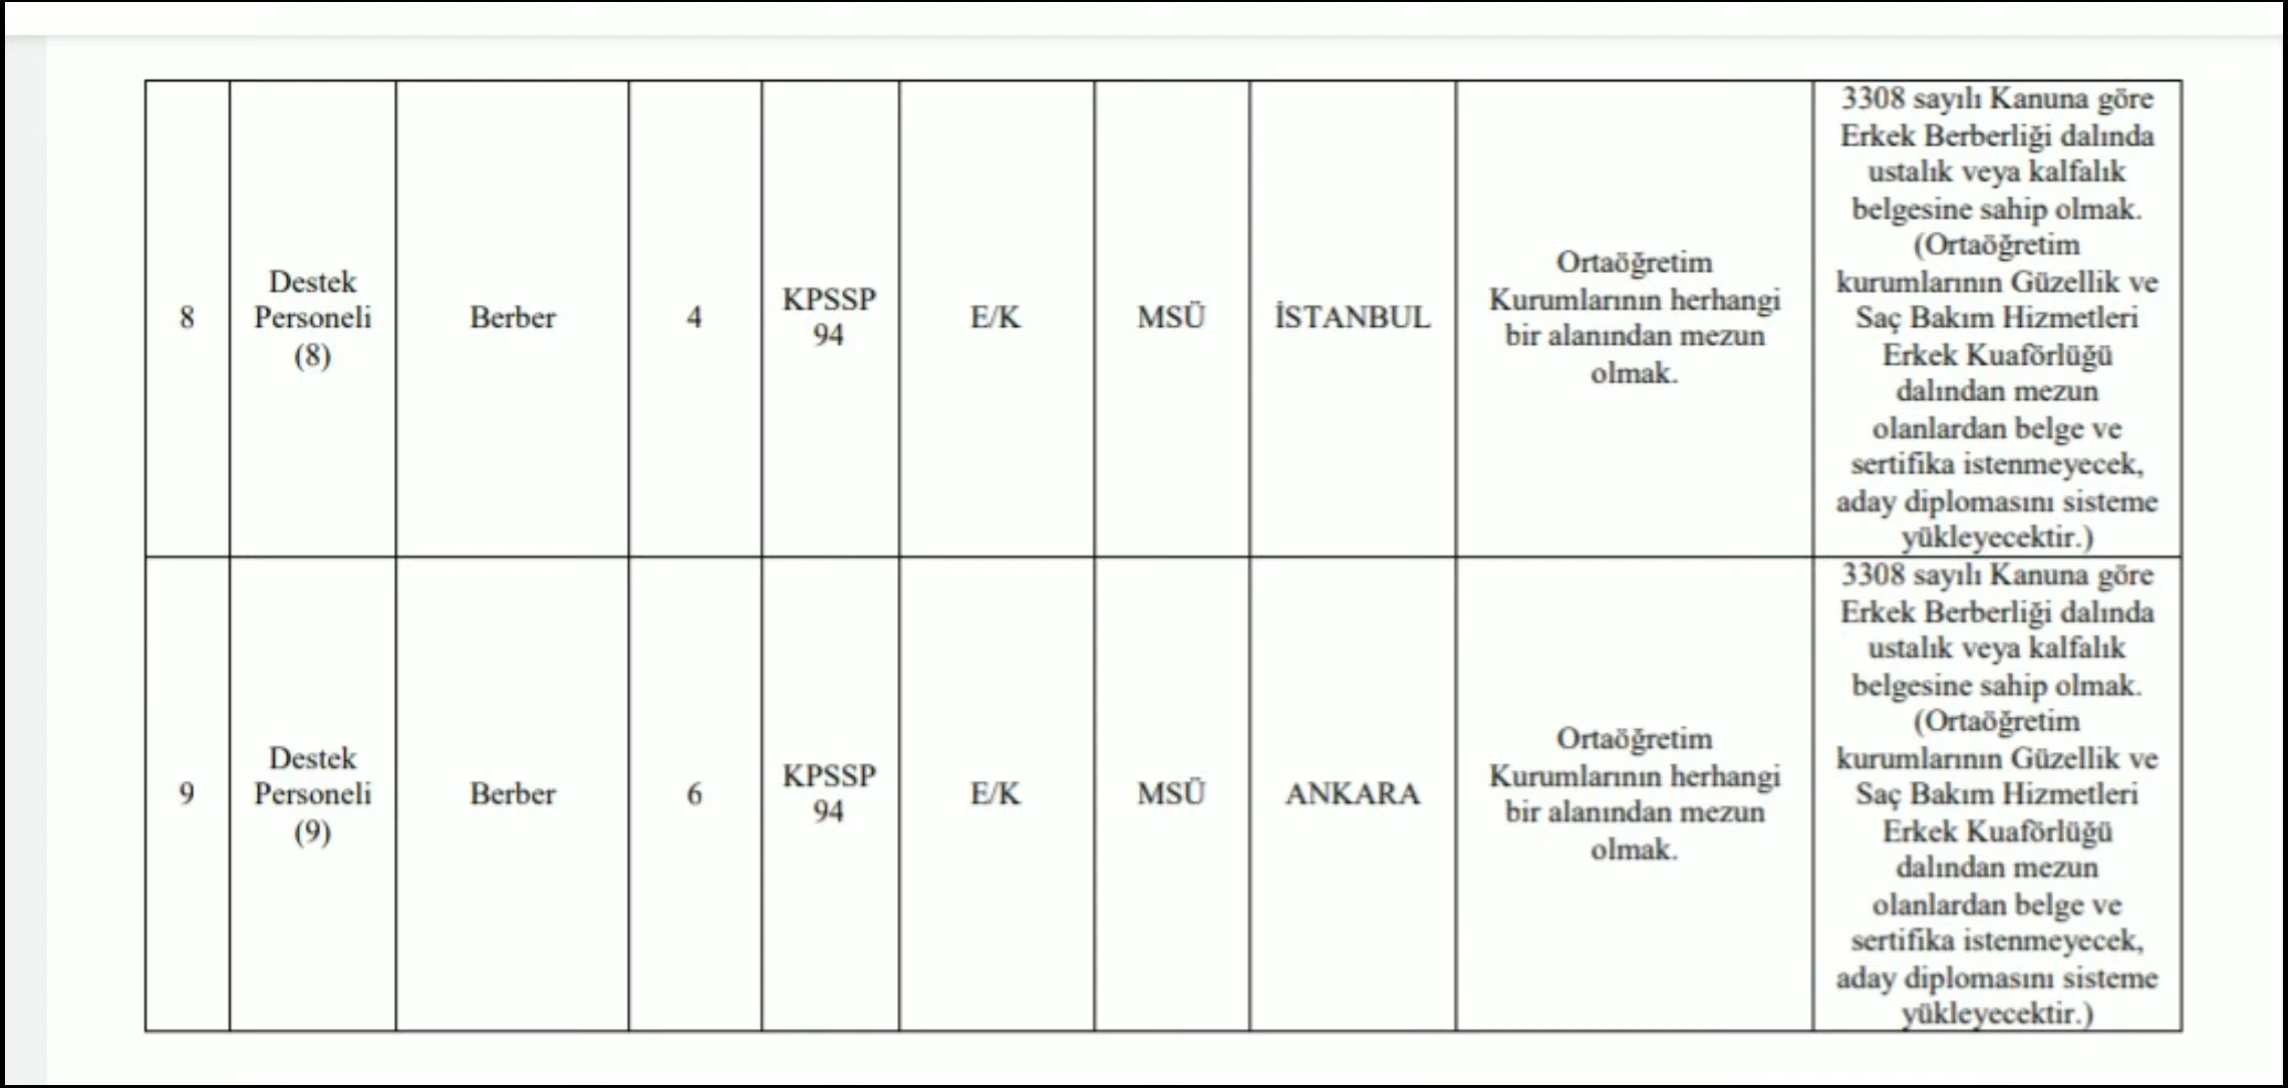 8
Destek
Personeli
(8)
Berber
4
KPSSP
94
E/K
MSÜ
İSTANBUL
Ortaöğretim
Kurumlarının herhangi
bir alanından mezun
olmak.
3308 sayılı Kanuna göre
Erkek Berberliği dalında
ustalık veya kalfalık
belgesine sahip olmak.
(Ortaöğretim
kurumlarının Güzellik ve
Saç Bakım Hizmetleri
Erkek Kuaförlüğü
dalından mezun
olanlardan belge ve
sertifika istenmeyecek,
aday diplomasını sisteme
yükleyecektir.)
9
Destek
Personeli
(9)
Berber
6
KPSSP
94
E/K
MSÜ
ANKARA
Ortaöğretim
Kurumlarının herhangi
bir alanından mezun
olmak.
3308 sayılı Kanuna göre
Erkek Berberliği dalında
ustalık veya kalfalık
belgesine sahip olmak.
(Ortaöğretim
kurumlarının Güzellik ve
Saç Bakım Hizmetleri
Erkek Kuaförlüğü
dalından mezun
olanlardan belge ve
sertifika istenmeyecek,
aday diplomasını sisteme
yükleyecektir.)